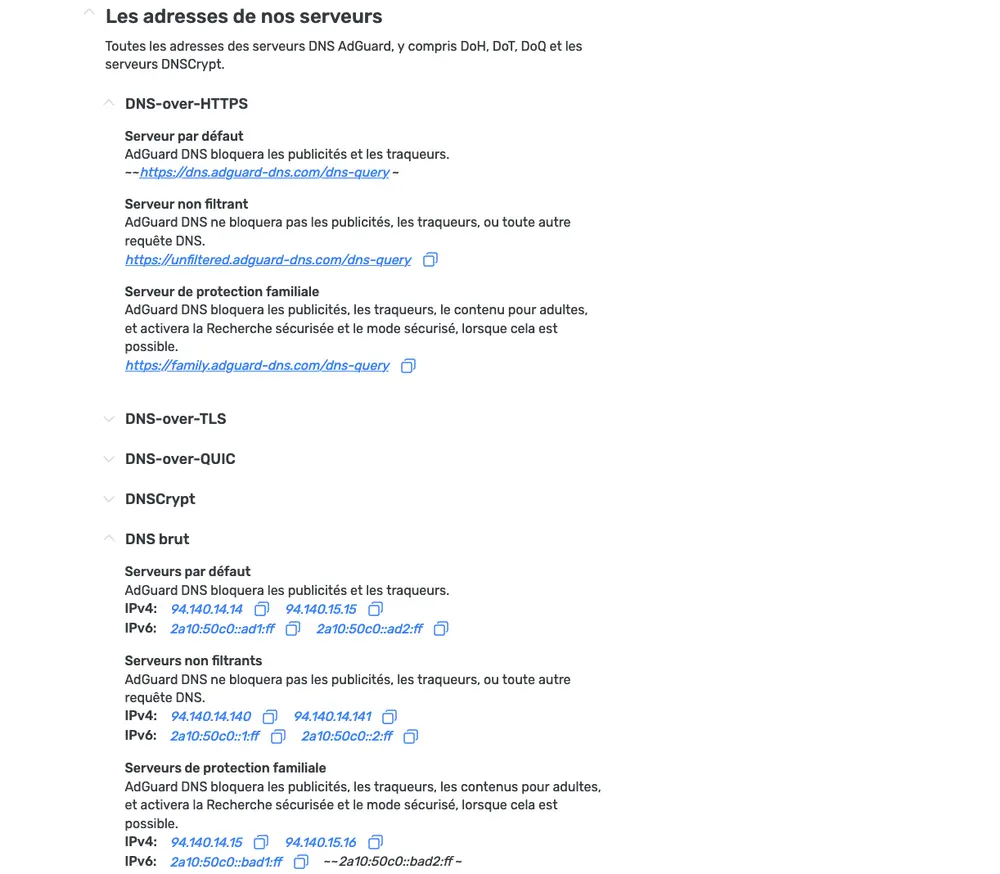 Les adresses de nos serveurs
Toutes les adresses des serveurs DNS AdGuard, y compris DoH, DoT, DoQ et les
serveurs DNSCrypt.
DNS-over-HTTPS
Serveur par défaut
AdGuard DNS bloquera les publicités et les traqueurs.
~~https://dns.adguard-dns.com/dns-query ~
Serveur non filtrant
AdGuard DNS ne bloquera pas les publicités, les traqueurs, ou toute autre
requête DNS.
https://unfiltered.adguard-dns.com/dns-query
Serveur de protection familiale
AdGuard DNS bloquera les publicités, les traqueurs, le contenu pour adultes,
et activera la Recherche sécurisée et le mode sécurisé, lorsque cela est
possible.
https://family.adguard-dns.com/dns-query
DNS-over-TLS
DNS-over-QUIC
DNSCrypt
DNS brut
Serveurs par défaut
AdGuard DNS bloquera les publicités et les traqueurs.
IPv4: 94.140.14.14 94.140.15.15
IPv6: 2a10:50c0::ad1:ff 2a10:50c0::ad2:ff
Serveurs non filtrants
AdGuard DNS ne bloquera pas les publicités, les traqueurs, ou toute autre
requête DNS.
IPv4: 94.140.14.140 94.140.14.141
IPv6: 2a10:50c0::1:ff 2a10:50c0::2:ff
Serveurs de protection familiale
AdGuard DNS bloquera les publicités, les traqueurs, les contenus pour adultes,
et activera la Recherche sécurisée et le mode sécurisé, lorsque cela est
possible.
IPv4: 94.140.14.15 94.140.15.16
IPv6: 2a10:50c0::bad1:ff ~~2a10:50c0::bad2:ff ~